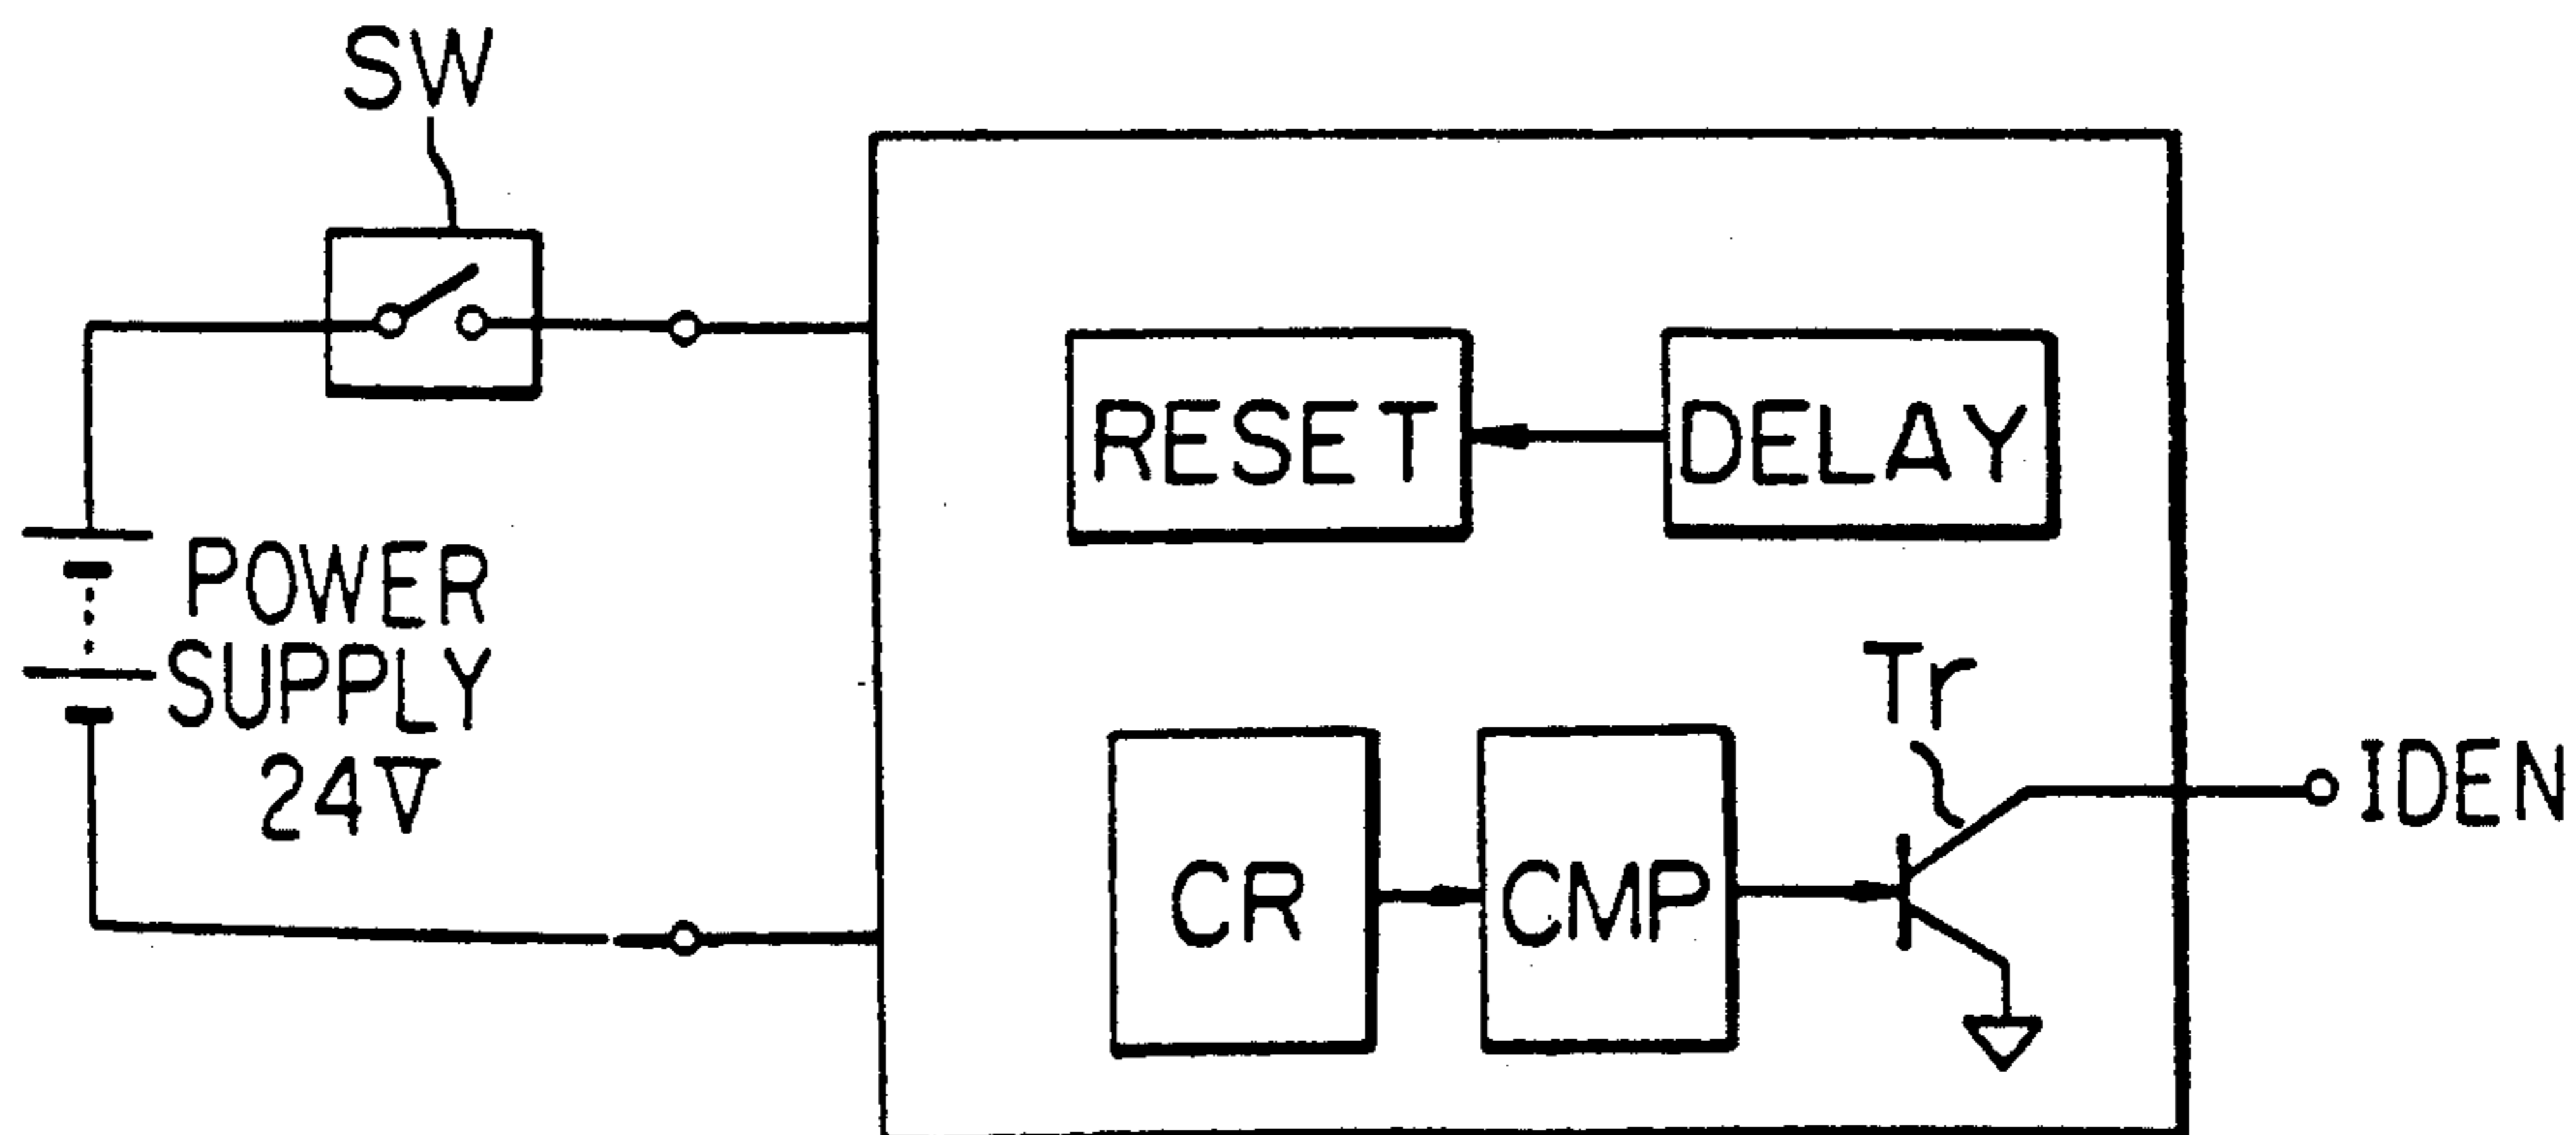 SW
RESET
DELAY
POWER
SUPPLY
24V
Tr
IDEN
CR
CMP